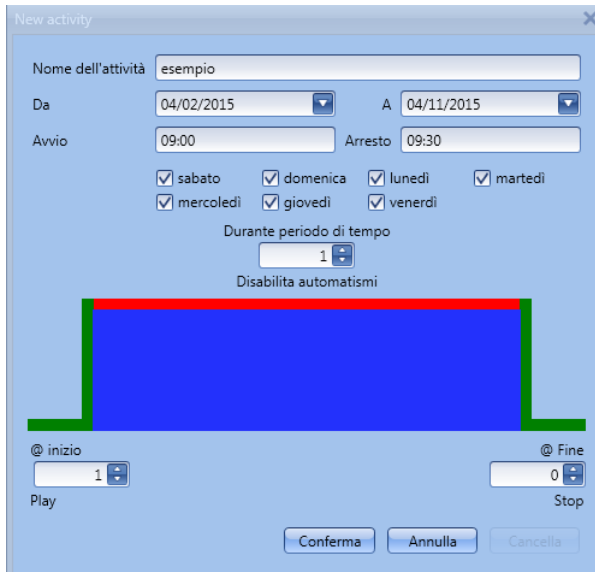 New activity
Nome dell'attività esempio
Da 04/02/2015 A 04/11/2015
Avvio 09:00 Arresto 09:30
sabato domenica lunedì martedì
mercoledì giovedì venerdì
Durante periodo di tempo
1
Disabilita automatismi
@ inizio @ Fine
1 0
Play Stop
Conferma Annulla Cancella